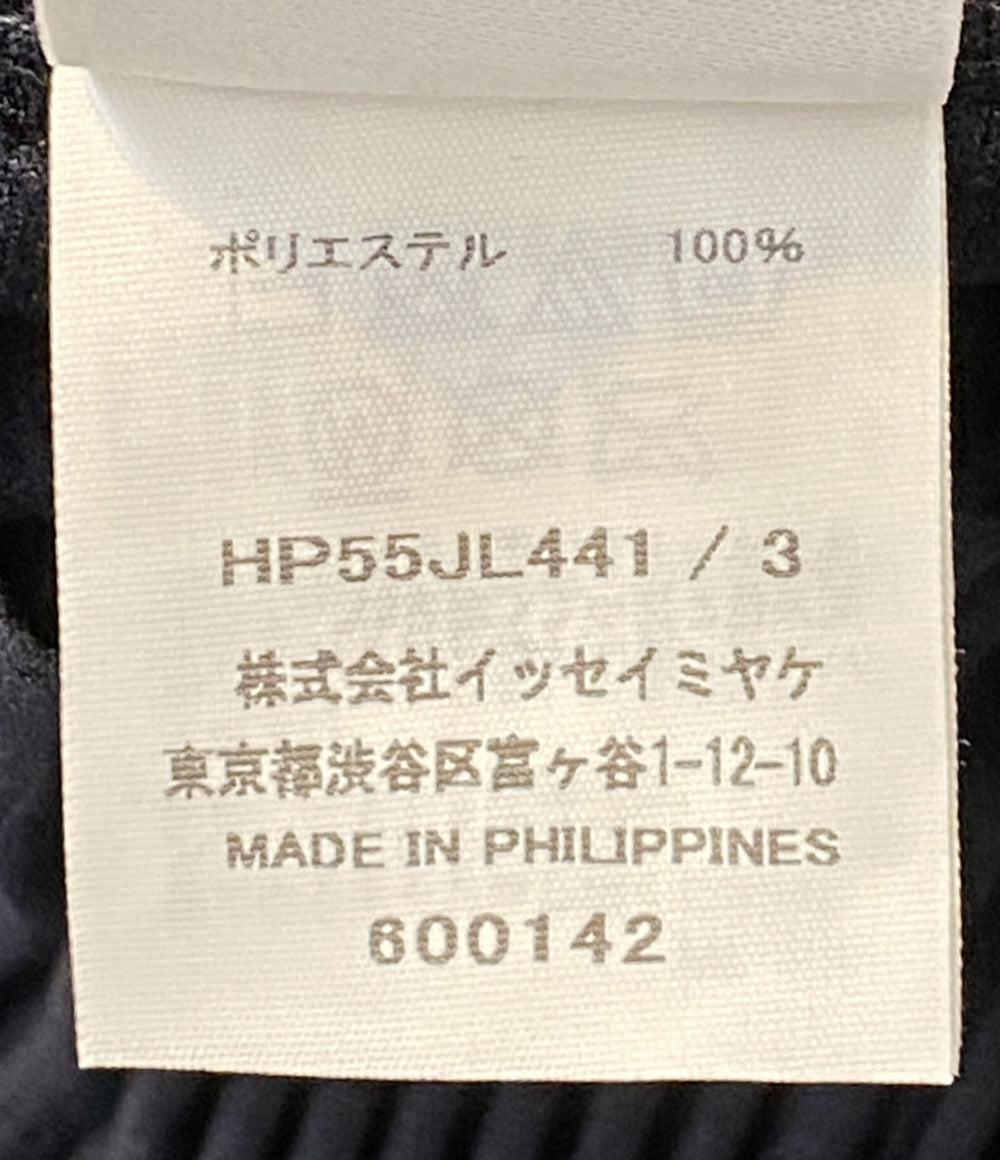 ポリエステル 100%
HP55JL441 / 3
株式会社イッセイミヤケ
東京都渋谷区富ヶ谷1-12-10
MADE IN PHILIPPINES
600142